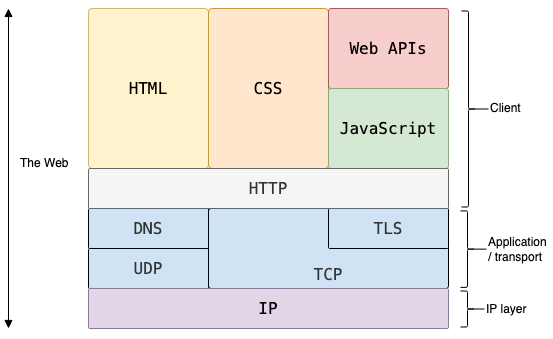 The Web
HTML
CSS
Web APIs
JavaScript
HTTP
DNS
TLS
UDP
TCP
IP
Client
Application
/ transport
IP layer